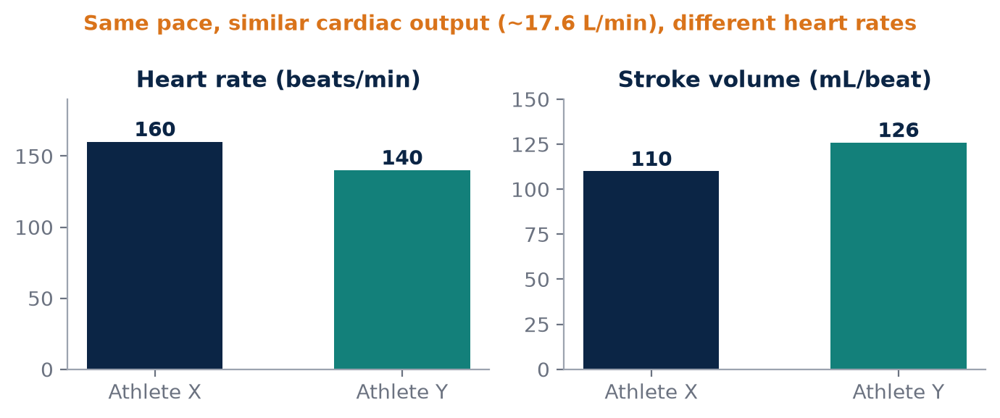 Same pace, similar cardiac output (~17.6 L/min), different heart rates
Heart rate (beats/min)
160
140
150
100
50
0
Athlete X
Athlete Y
Stroke volume (mL/beat)
150
126
125
110
100
75
50
25
0
Athlete X
Athlete Y